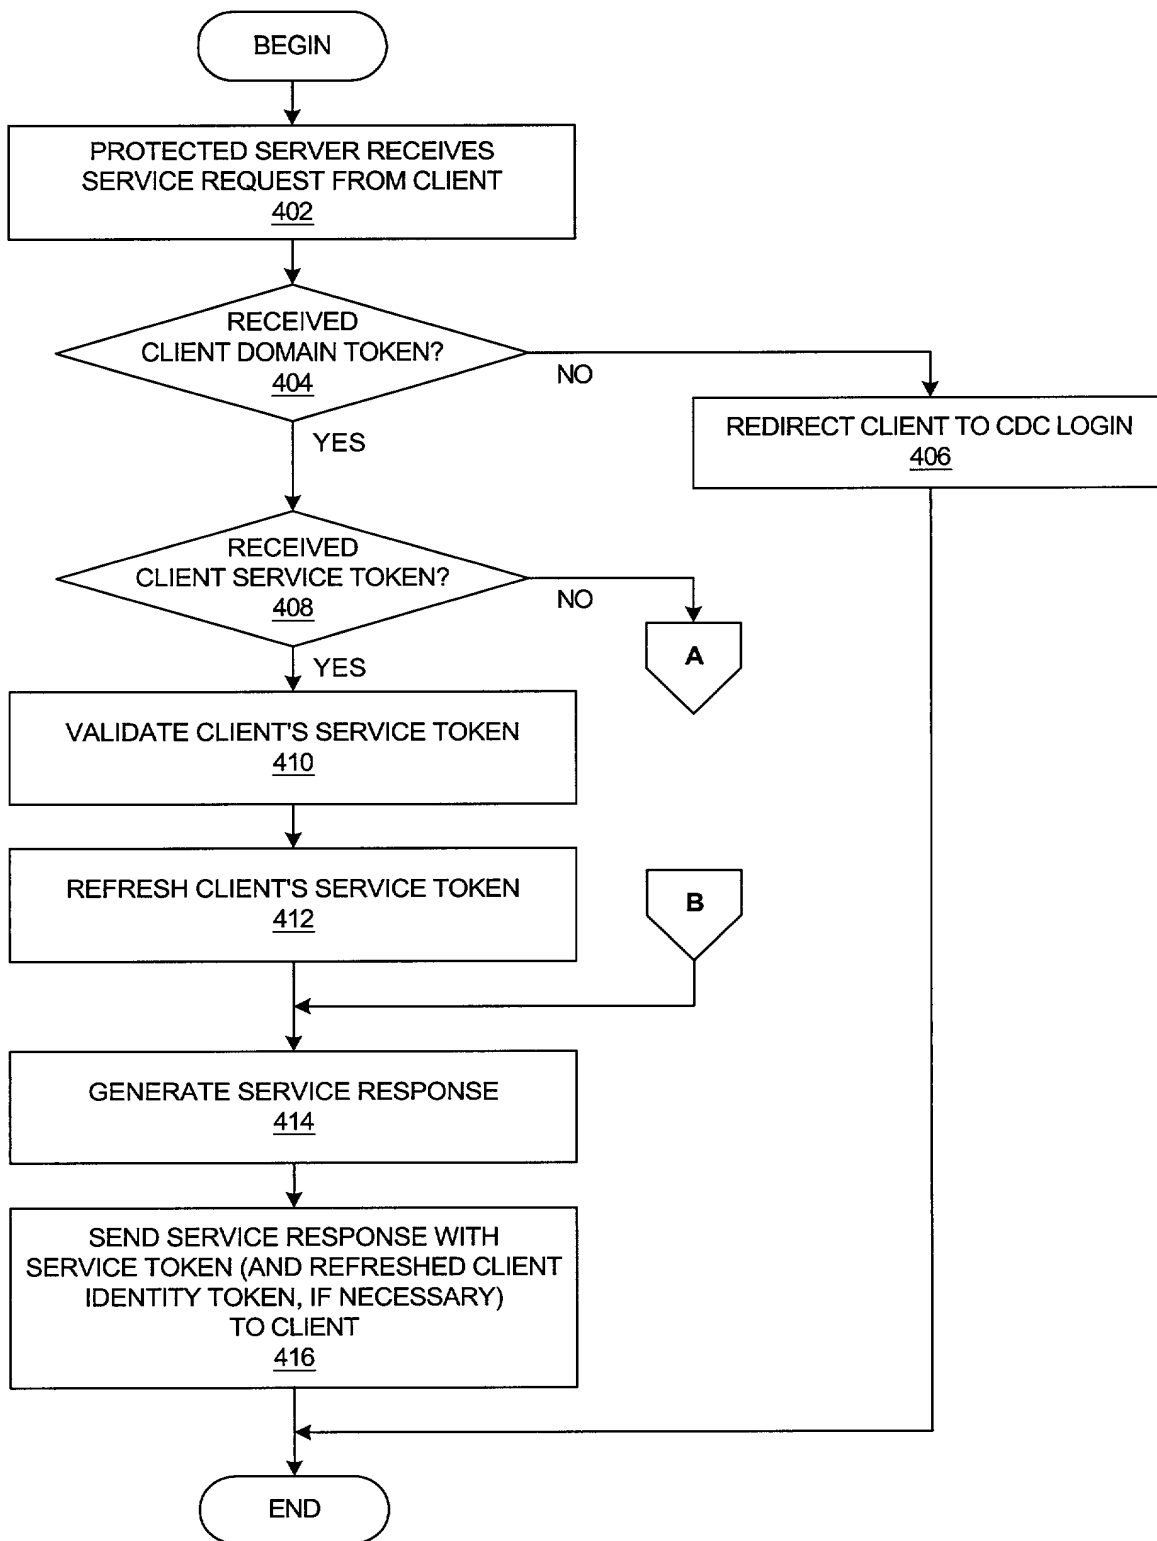 BEGIN
PROTECTED SERVER RECEIVES
SERVICE REQUEST FROM CLIENT
402
RECEIVED
CLIENT DOMAIN TOKEN?
404
NO
YES
REDIRECT CLIENT TO CDC LOGIN
406
RECEIVED
CLIENT SERVICE TOKEN?
408
NO
YES
A
VALIDATE CLIENT'S SERVICE TOKEN
410
REFRESH CLIENT'S SERVICE TOKEN
412
B
GENERATE SERVICE RESPONSE
414
SEND SERVICE RESPONSE WITH
SERVICE TOKEN (AND REFRESHED CLIENT
IDENTITY TOKEN, IF NECESSARY)
TO CLIENT
416
END